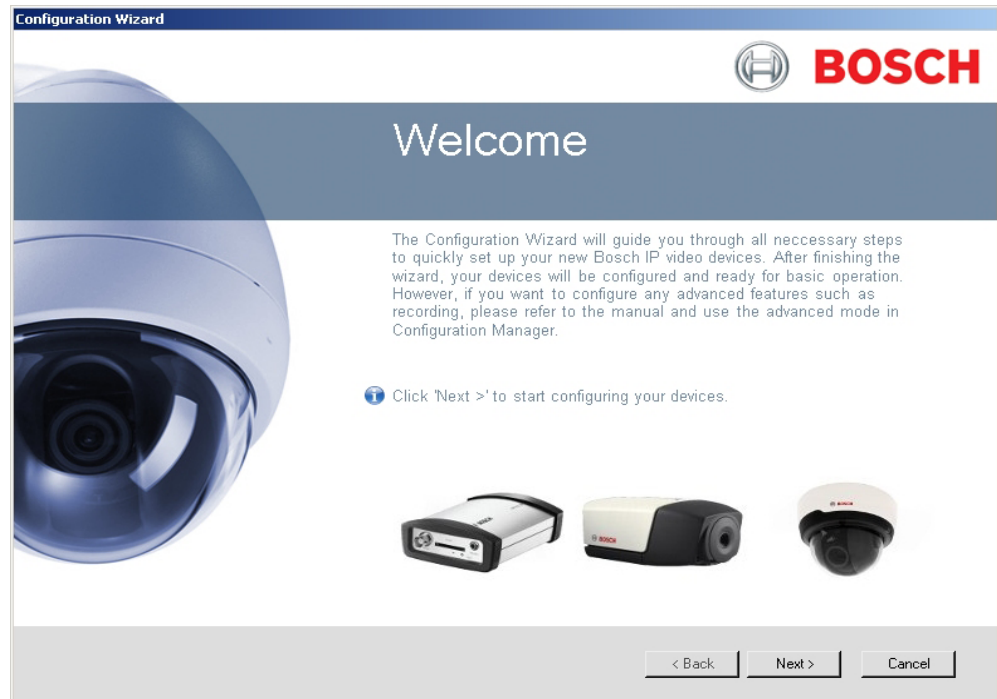 Configuration Wizard
BOSCH
Welcome
The Configuration Wizard will guide you through all neccessary steps
to quickly set up your new Bosch IP video devices. After finishing the
wizard, your devices will be configured and ready for basic operation.
However, if you want to configure any advanced features such as
recording, please refer to the manual and use the advanced mode in
Configuration Manager.
Click 'Next >' to start configuring your devices.
BOSCH
BOSCH
BOSCH
< Back
Next >
Cancel